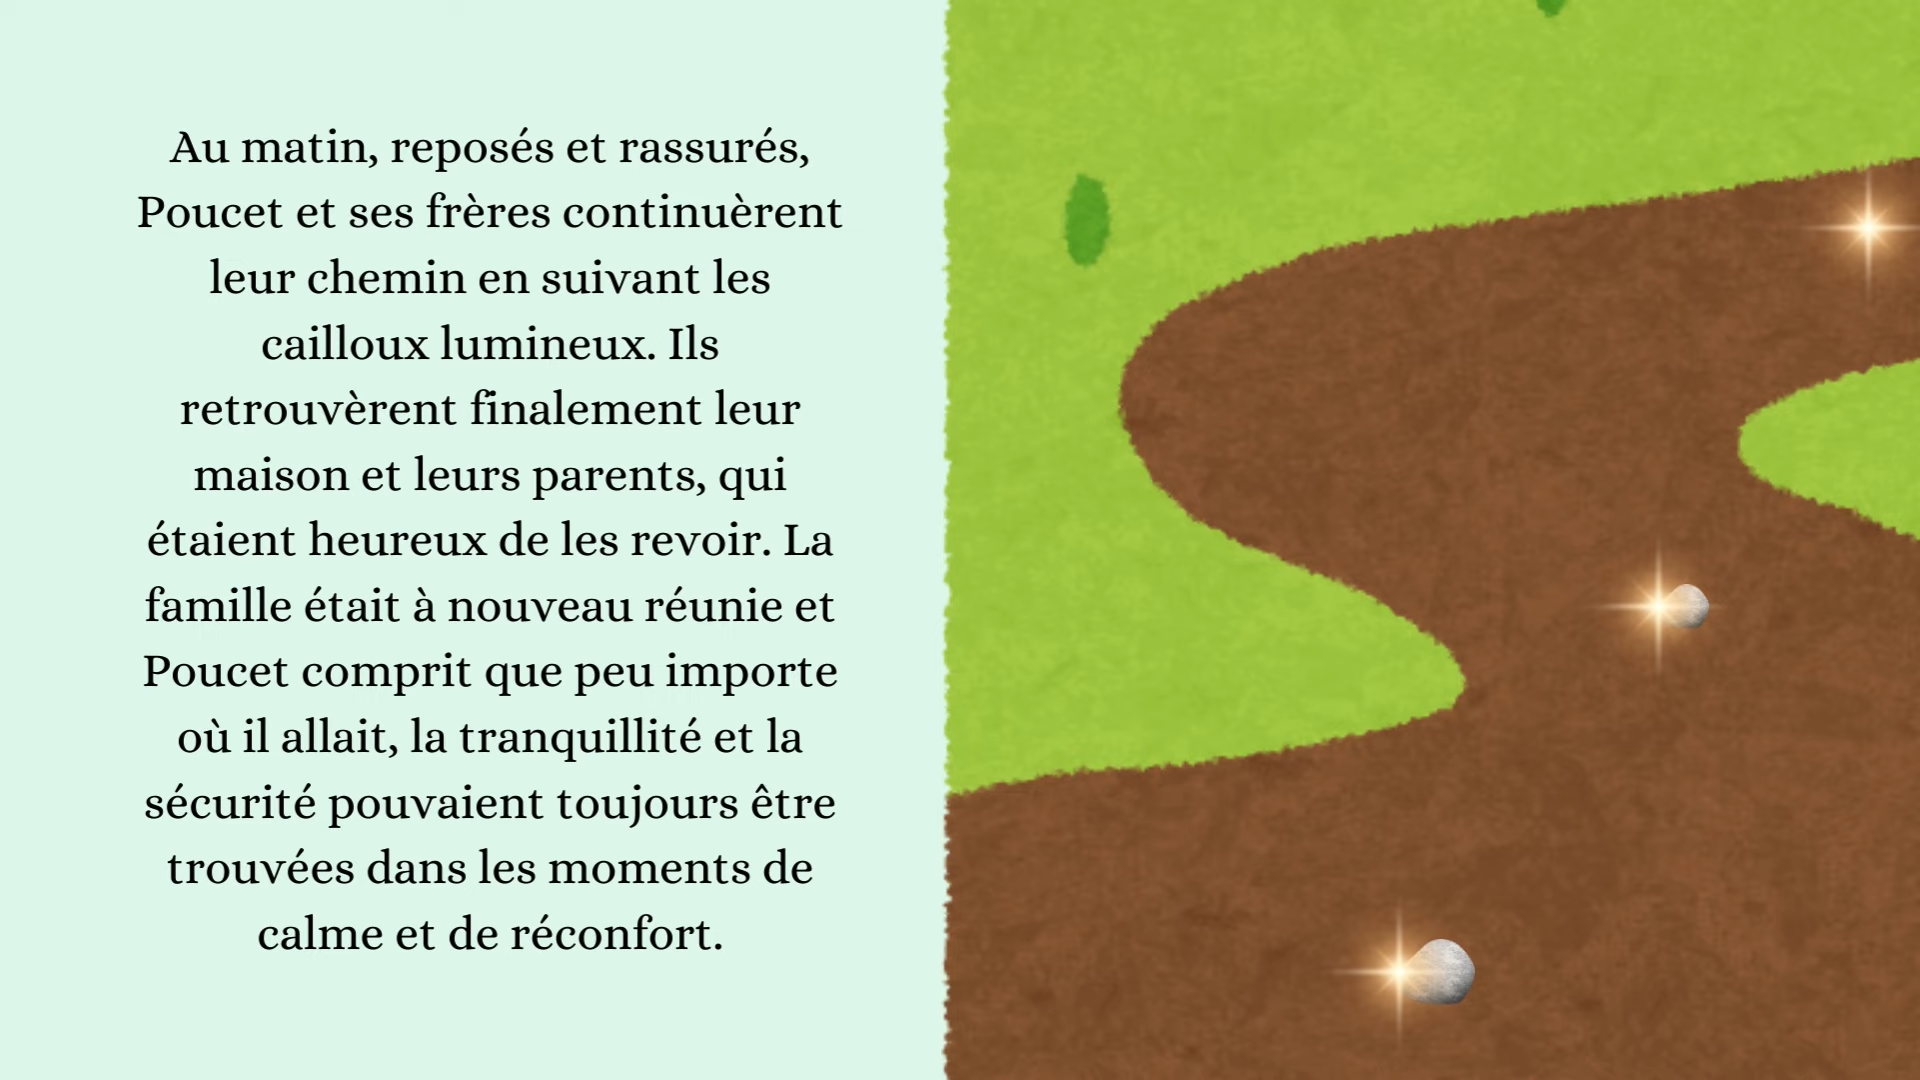 Au matin, reposés et rassurés,
Poucet et ses frères continuèrent
leur chemin en suivant les
cailloux lumineux. Ils
retrouvèrent finalement leur
maison et leurs parents, qui
étaient heureux de les revoir. La
famille était à nouveau réunie et
Poucet comprit que peu importe
où il allait, la tranquillité et la
sécurité pouvaient toujours être
trouvées dans les moments de
calme et de réconfort.